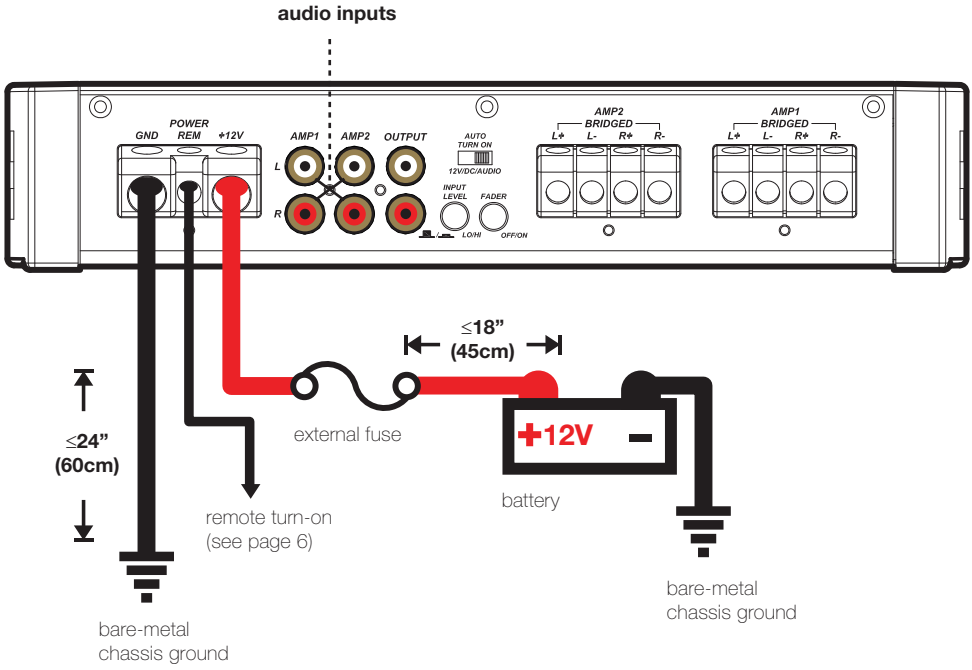 audio inputs
POWER
GND REM +12V
AMP1 AMP2 OUTPUT
L
R
AUTO
TURN ON
12V/DC/AUDIO
INPUT
LEVEL
FADER
/ LO/HI
OFF/ON
AMP2
BRIDGED
L+ L- R+ R-
AMP1
BRIDGED
L+ L- R+ R-
≤18”
(45cm)
≤24”
(60cm)
external fuse
+12V −
battery
remote turn-on
(see page 6)
bare-metal
chassis ground
bare-metal
chassis ground